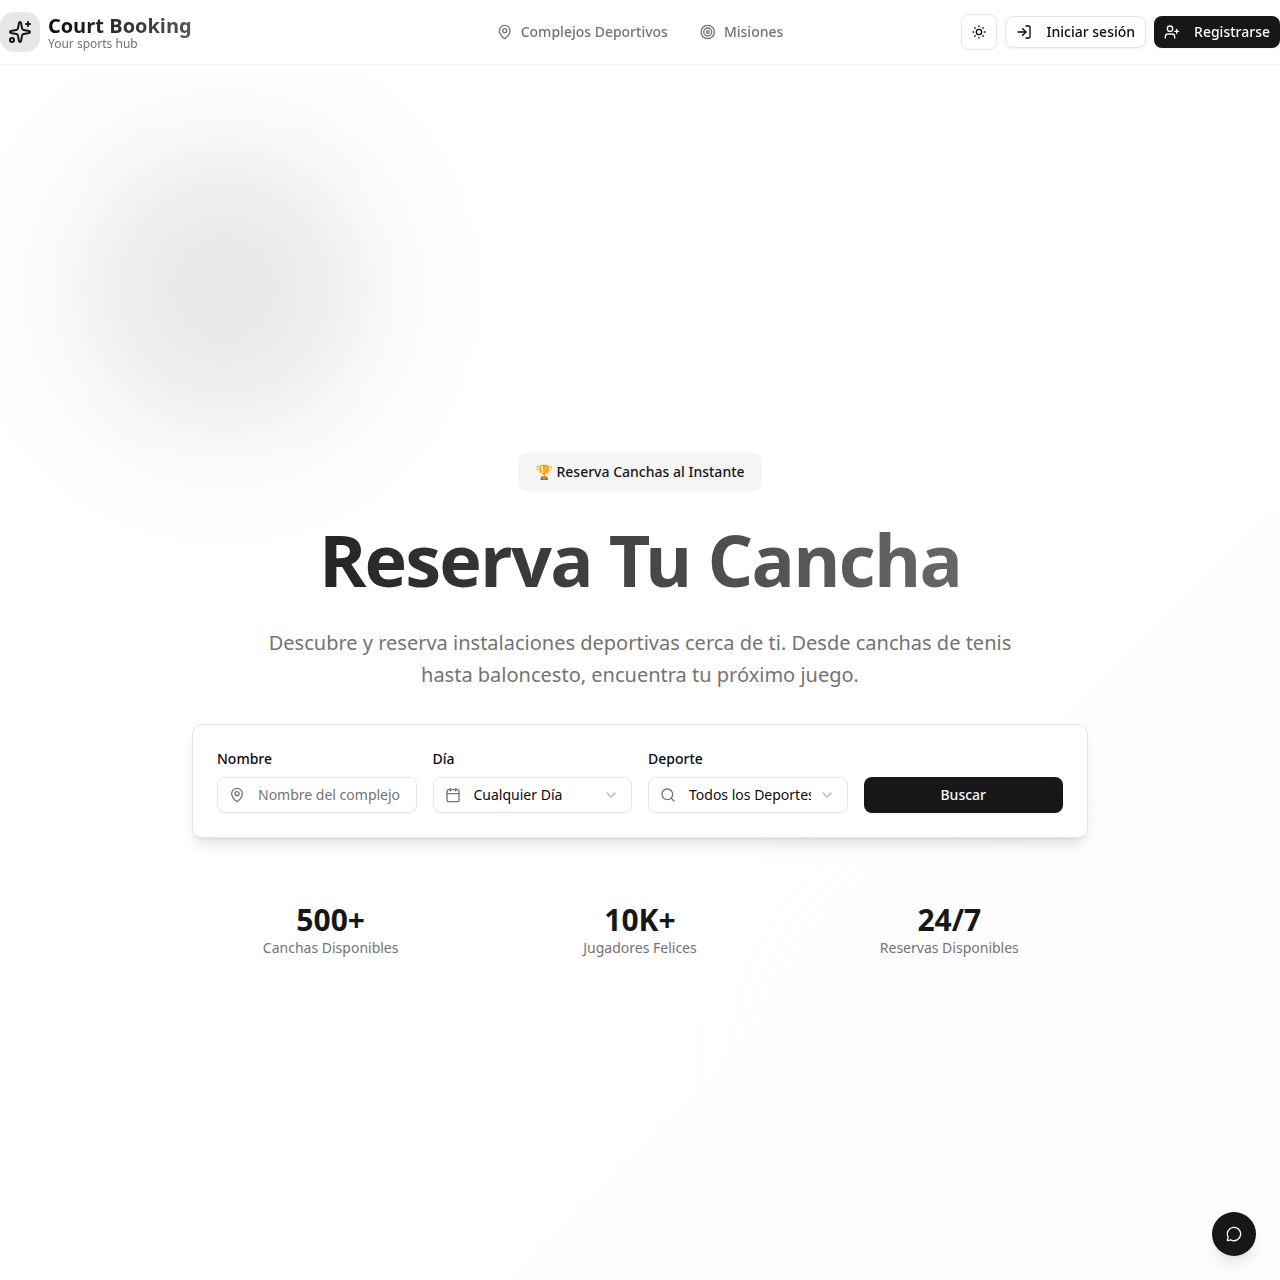 Court Booking
Your sports hub
Complejos Deportivos
Misiones
Iniciar sesión
Registrarse
🏆 Reserva Canchas al Instante
Reserva Tu Cancha
Descubre y reserva instalaciones deportivas cerca de ti. Desde canchas de tenis
hasta baloncesto, encuentra tu próximo juego.
Nombre
Día
Deporte
Nombre del complejo
Cualquier Día
Todos los Deportes
Buscar
500+
10K+
24/7
Canchas Disponibles
Jugadores Felices
Reservas Disponibles